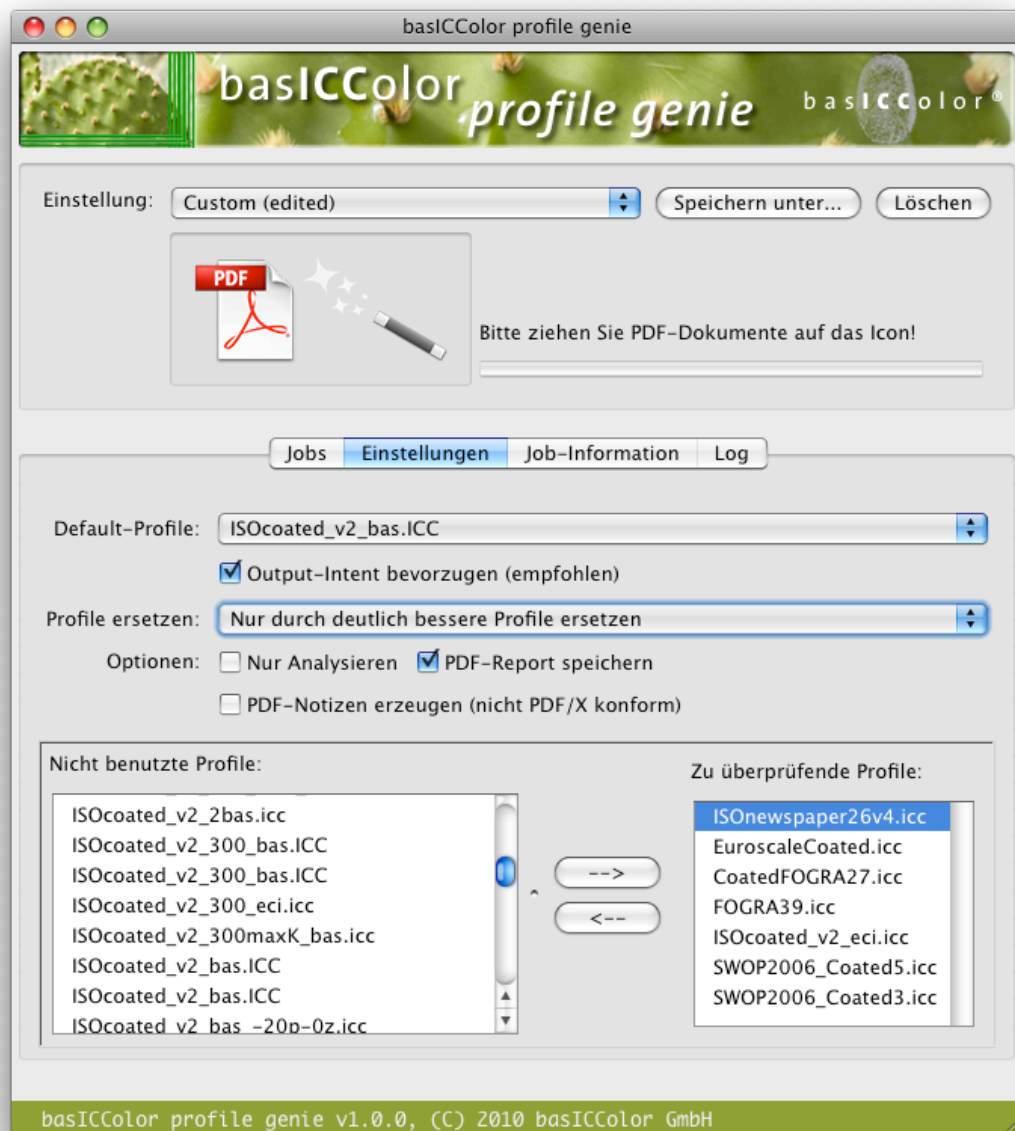 basICColor profile genie
basICColor profile genie basICColor®
Einstellung: Custom (edited) Speichern unter... Löschen
PDF
Bitte ziehen Sie PDF-Dokumente auf das Icon!
Jobs Einstellungen Job-Information Log
Default-Profile: ISOcoated_v2_bas.ICC
Output-Intent bevorzugen (empfohlen)
Profile ersetzen: Nur durch deutlich bessere Profile ersetzen
Optionen: Nur Analysieren PDF-Report speichern
PDF-Notizen erzeugen (nicht PDF/X konform)
Nicht benutzte Profile:
ISOcoated_v2_2bas.icc
ISOcoated_v2_300_bas.ICC
ISOcoated_v2_300_bas.ICC
ISOcoated_v2_300_eci.icc
ISOcoated_v2_300maxK_bas.icc
ISOcoated_v2_bas.ICC
ISOcoated_v2_bas.ICC
ISOcoated_v2_bas_-20p-0z.icc
-->
<--
Zu überprüfende Profile:
ISOnewspaper26v4.icc
EuroscaleCoated.icc
CoatedFOGRA27.icc
FOGRA39.icc
ISOcoated_v2_eci.icc
SWOP2006_Coated5.icc
SWOP2006_Coated3.icc
basICColor profile genie v1.0.0, (C) 2010 basICColor GmbH